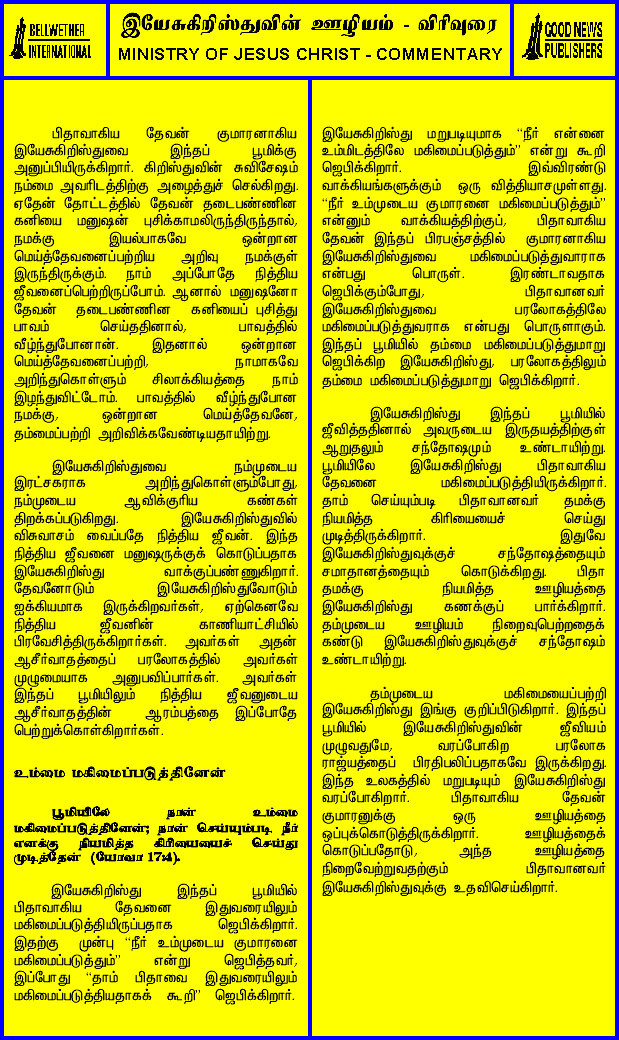 BELLWETHER
INTERNATIONAL
இயேசுகிறிஸ்துவின் ஊழியம் - விரிவுரை
MINISTRY OF JESUS CHRIST - COMMENTARY
GOOD NEWS
PUBLISHERS
பிதாவாகிய தேவன் குமாரனாகிய
இயேசுகிறிஸ்துவை இந்தப் பூமிக்கு
அனுப்பியிருக்கிறார். கிறிஸ்துவின் சுவிசேஷம்
நம்மை அவரிடத்திற்கு அழைத்துச் செல்கிறது.
ஏதேன் தோட்டத்தில் தேவன் தடைபண்ணின
கனியை மனுஷன் புசிக்காமலிருந்திருந்தால்,
நமக்கு இயல்பாகவே ஒன்றான
மெய்த்தேவனைப்பற்றிய அறிவு நமக்குள்
இருந்திருக்கும். நாம் அப்போதே நித்திய
ஜீவனைப்பெற்றிருப்போம். ஆனால் மனுஷனோ
தேவன் தடைபண்ணின கனியைப் புசித்து
பாவம் செய்ததினால், பாவத்தில்
வீழ்ந்துபோனான். இதனால் ஒன்றான
மெய்த்தேவனைப்பற்றி, நாமாகவே
அறிந்துகொள்ளும் சிலாக்கியத்தை நாம்
இழந்துவிட்டோம். பாவத்தில் வீழ்ந்துபோன
நமக்கு, ஒன்றான மெய்த்தேவனே,
தம்மைப்பற்றி அறிவிக்கவேண்டியதாயிற்று.
இயேசுகிறிஸ்துவை நம்முடைய
இரட்சகராக அறிந்துகொள்ளும்போது,
நம்முடைய ஆவிக்குரிய கண்கள்
திறக்கப்படுகிறது. இயேசுகிறிஸ்துவில்
விசுவாசம் வைப்பதே நித்திய ஜீவன். இந்த
நித்திய ஜீவனை மனுஷருக்குக் கொடுப்பதாக
இயேசுகிறிஸ்து வாக்குப்பண்ணுகிறார்.
தேவனோடும் இயேசுகிறிஸ்துவோடும்
ஐக்கியமாக இருக்கிறவர்கள், ஏற்கெனவே
நித்திய ஜீவனின் காணியாட்சியில்
பிரவேசித்திருக்கிறார்கள். அவர்கள் அதன்
ஆசீர்வாதத்தைப் பரலோகத்தில் அவர்கள்
முழுமையாக அனுபவிப்பார்கள். அவர்கள்
இந்தப் பூமியிலும் நித்திய ஜீவனுடைய
ஆசீர்வாதத்தின் ஆரம்பத்தை இப்போதே
பெற்றுக்கொள்கிறார்கள்.
உம்மை மகிமைப்படுத்தினேன்
பூமியிலே நான் உம்மை
மகிமைப்படுத்தினேன்; நான் செய்யும்படி நீர்
எனக்கு நியமித்த கிரியையைச் செய்து
முடித்தேன் (யோவா 17:4).
இயேசுகிறிஸ்து இந்தப் பூமியில்
பிதாவாகிய தேவனை இதுவரையிலும்
மகிமைப்படுத்தியிருப்பதாக ஜெபிக்கிறார்.
இதற்கு முன்பு “நீர் உம்முடைய குமாரனை
மகிமைப்படுத்தும்” என்று ஜெபித்தவர்,
இப்போது “தாம் பிதாவை இதுவரையிலும்
மகிமைப்படுத்தியதாகக் கூறி” ஜெபிக்கிறார்.
இயேசுகிறிஸ்து மறுபடியுமாக “நீர் என்னை
உம்மிடத்திலே மகிமைப்படுத்தும்” என்று கூறி
ஜெபிக்கிறார். இவ்விரண்டு
வாக்கியங்களுக்கும் ஒரு வித்தியாசமுள்ளது.
“நீர் உம்முடைய குமாரனை மகிமைப்படுத்தும்”
என்னும் வாக்கியத்திற்குப், பிதாவாகிய
தேவன் இந்தப் பிரபஞ்சத்தில் குமாரனாகிய
இயேசுகிறிஸ்துவை மகிமைப்படுத்துவாராக
என்பது பொருள். இரண்டாவதாக
ஜெபிக்கும்போது, பிதாவானவர்
இயேசுகிறிஸ்துவை பரலோகத்திலே
மகிமைப்படுத்துவராக என்பது பொருளாகும்.
இந்தப் பூமியில் தம்மை மகிமைப்படுத்துமாறு
ஜெபிக்கிற இயேசுகிறிஸ்து, பரலோகத்திலும்
தம்மை மகிமைப்படுத்துமாறு ஜெபிக்கிறார்.
இயேசுகிறிஸ்து இந்தப் பூமியில்
ஜீவித்ததினால் அவருடைய இருதயத்திற்குள்
ஆறுதலும் சந்தோஷமும் உண்டாயிற்று.
பூமியிலே இயேசுகிறிஸ்து பிதாவாகிய
தேவனை மகிமைப்படுத்தியிருக்கிறார்.
தாம் செய்யும்படி பிதாவானவர் தமக்கு
நியமித்த கிரியையைச் செய்து
முடித்திருக்கிறார். இதுவே
இயேசுகிறிஸ்துவுக்குச் சந்தோஷத்தையும்
சமாதானத்தையும் கொடுக்கிறது. பிதா
தமக்கு நியமித்த ஊழியத்தை
இயேசுகிறிஸ்து கணக்குப் பார்க்கிறார்.
தம்முடைய ஊழியம் நிறைவுபெற்றதைக்
கண்டு இயேசுகிறிஸ்துவுக்குச் சந்தோஷம்
உண்டாயிற்று.
தம்முடைய மகிமையைப்பற்றி
இயேசுகிறிஸ்து இங்கு குறிப்பிடுகிறார். இந்தப்
பூமியில் இயேசுகிறிஸ்துவின் ஜீவியம்
முழுவதுமே, வரப்போகிற பரலோக
ராஜ்யத்தைப் பிரதிபலிப்பதாகவே இருக்கிறது.
இந்த உலகத்தில் மறுபடியும் இயேசுகிறிஸ்து
வரப்போகிறார். பிதாவாகிய தேவன்
குமாரனுக்கு ஒரு ஊழியத்தை
ஒப்புக்கொடுத்திருக்கிறார். ஊழியத்தைக்
கொடுப்பதோடு, அந்த ஊழியத்தை
நிறைவேற்றுவதற்கும் பிதாவானவர்
இயேசுகிறிஸ்துவுக்கு உதவிசெய்கிறார்.